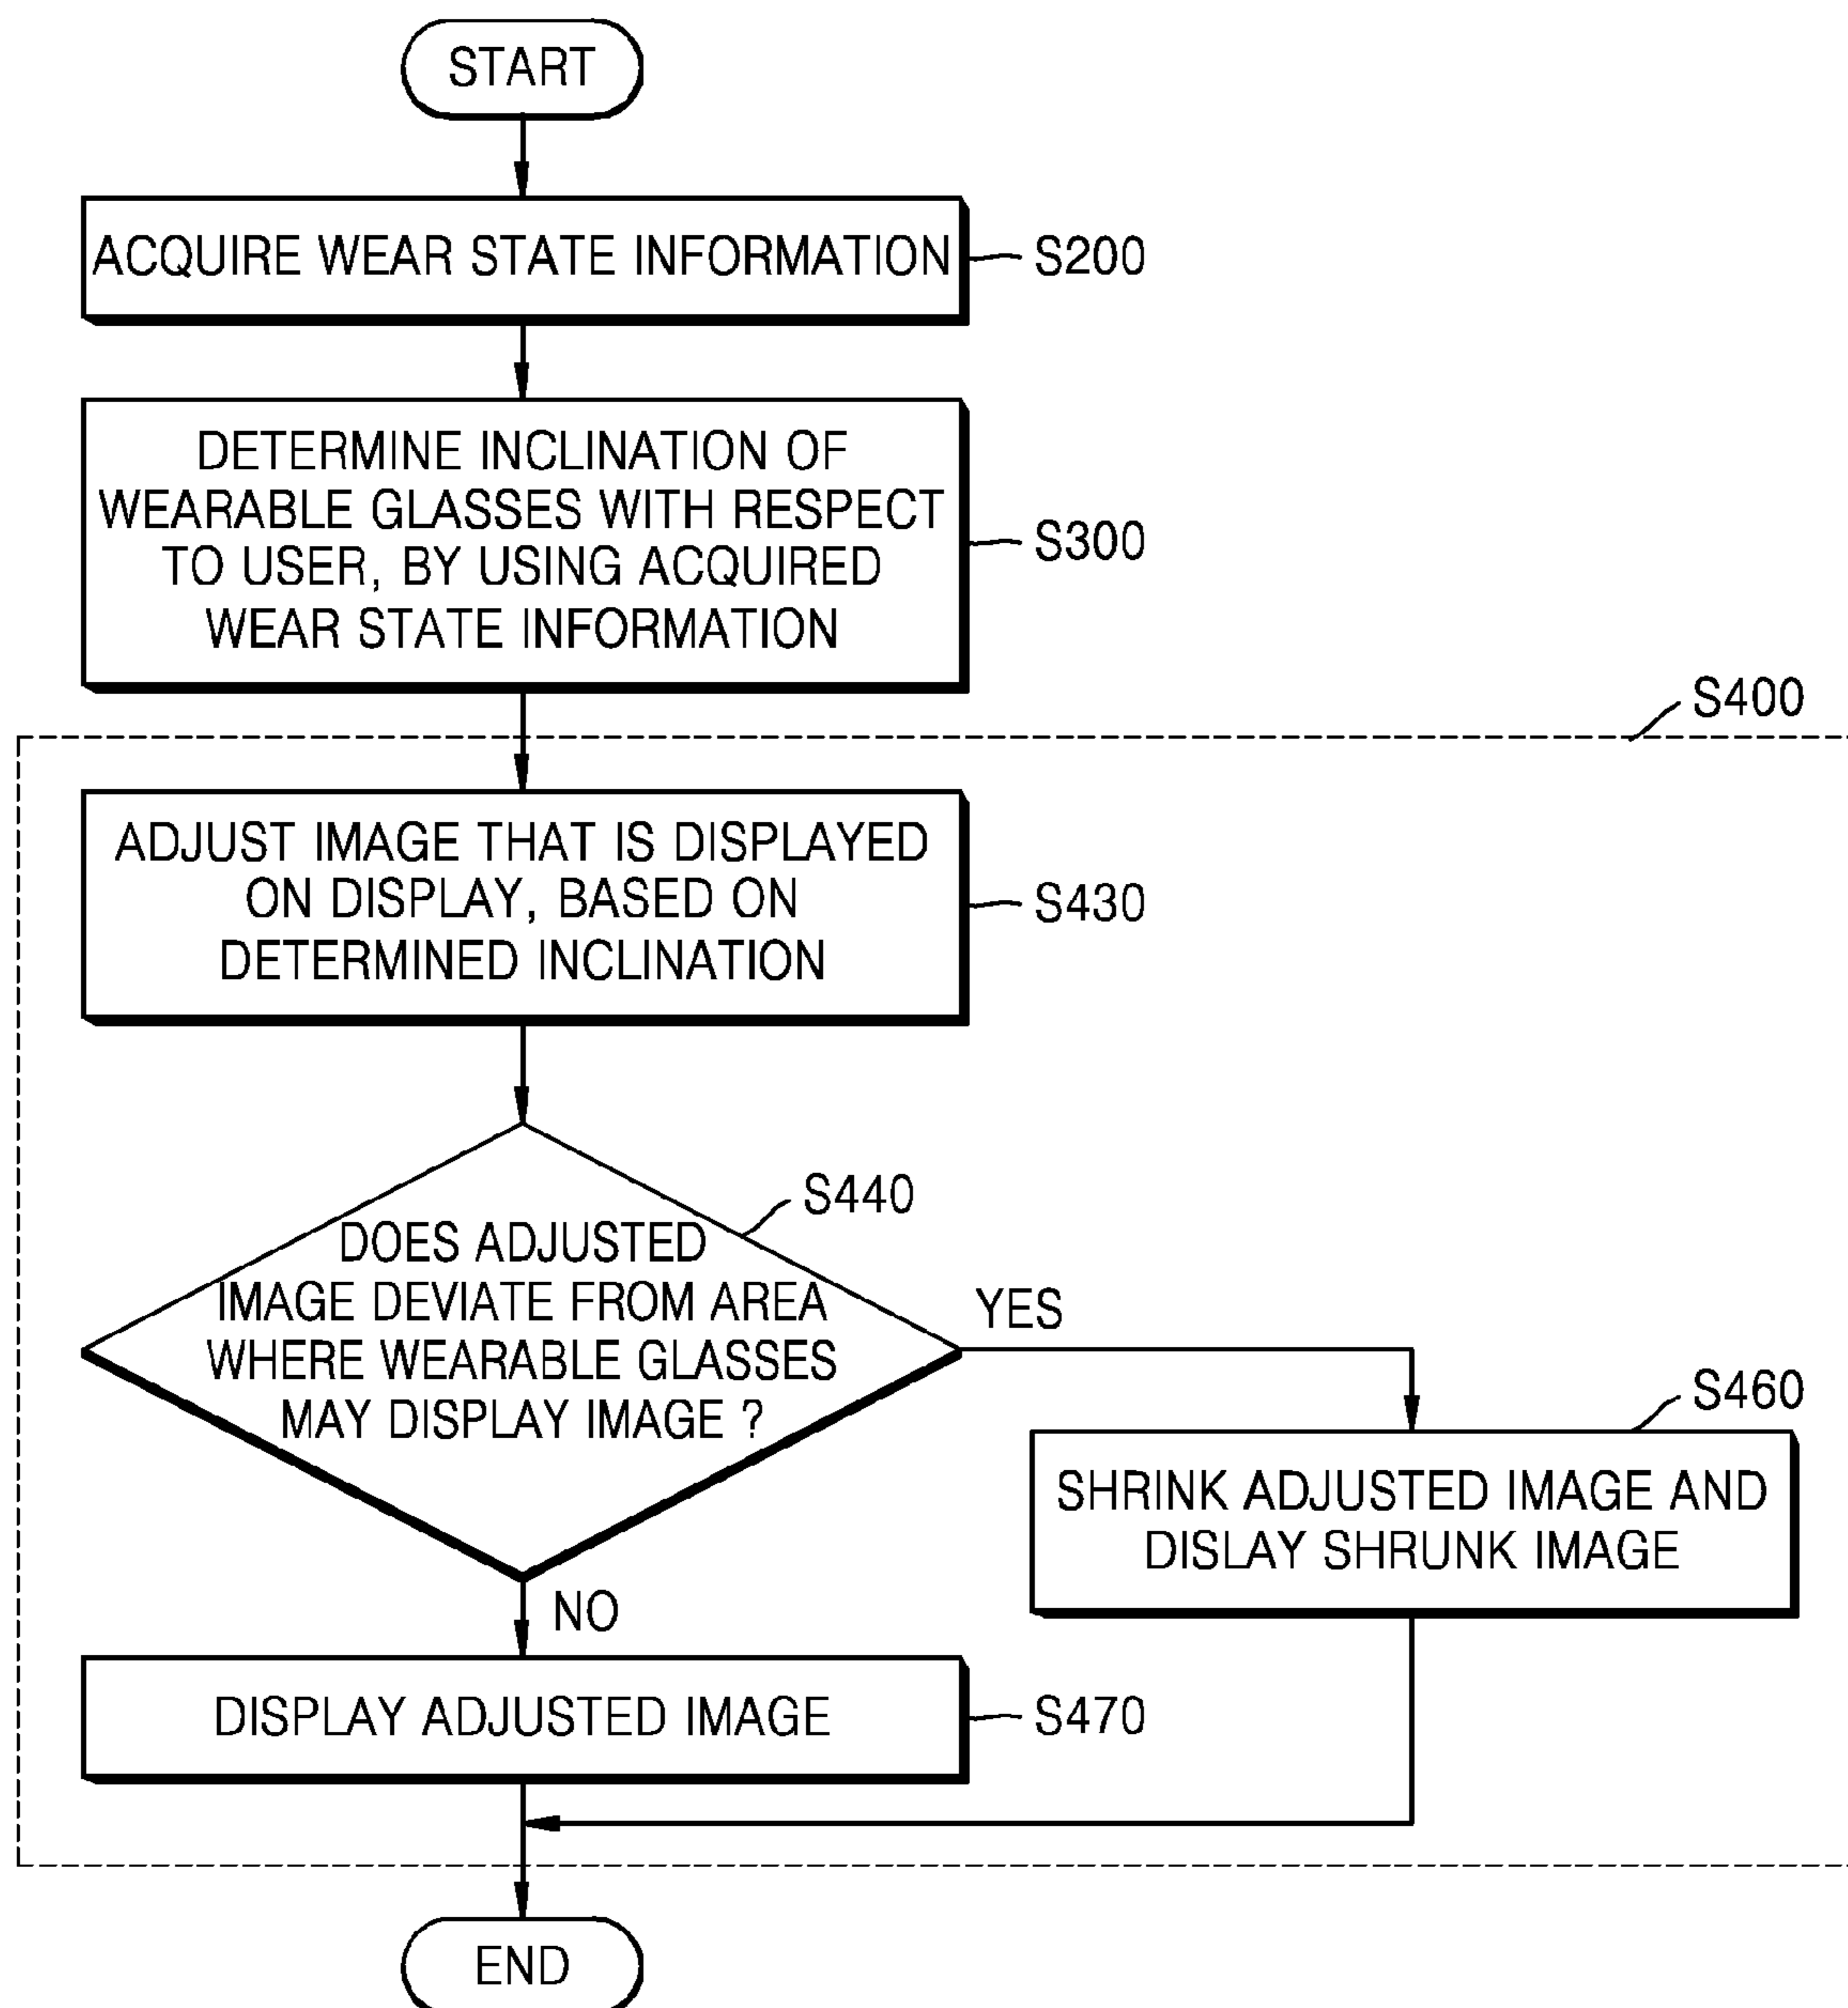 START
ACQUIRE WEAR STATE INFORMATION
S200
DETERMINE INCLINATION OF
WEARABLE GLASSES WITH RESPECT
TO USER, BY USING ACQUIRED
WEAR STATE INFORMATION
S300
S400
ADJUST IMAGE THAT IS DISPLAYED
ON DISPLAY, BASED ON
DETERMINED INCLINATION
S430
S440
DOES ADJUSTED
IMAGE DEVIATE FROM AREA
WHERE WEARABLE GLASSES
MAY DISPLAY IMAGE ?
YES
S460
SHRINK ADJUSTED IMAGE AND
DISLAY SHRUNK IMAGE
NO
DISPLAY ADJUSTED IMAGE
S470
END